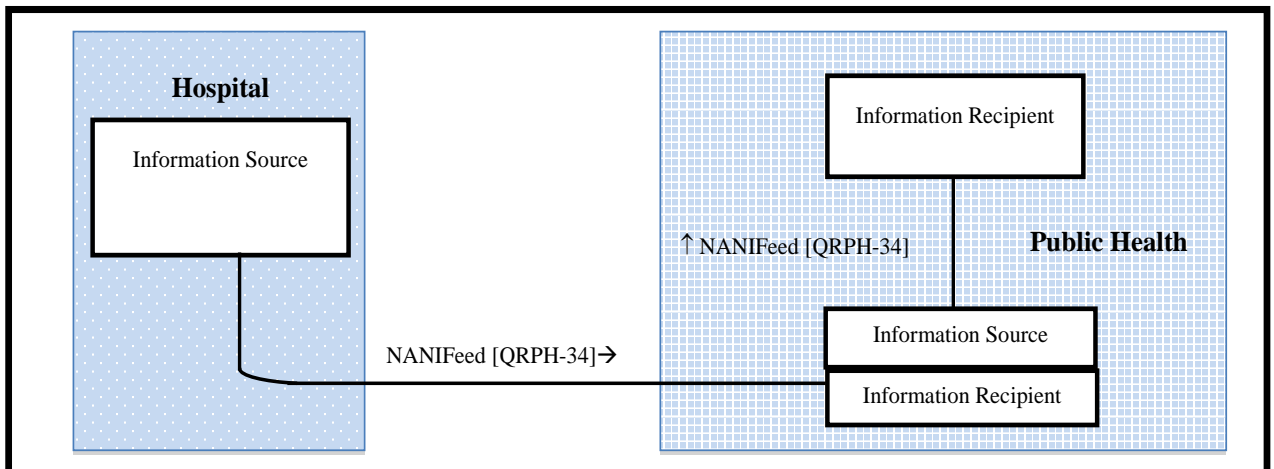 Hospital
Information Source
NANIFeed [QRPH-34]→
Information Recipient
↑ NANIFeed [QRPH-34]
Public Health
Information Source
Information Recipient